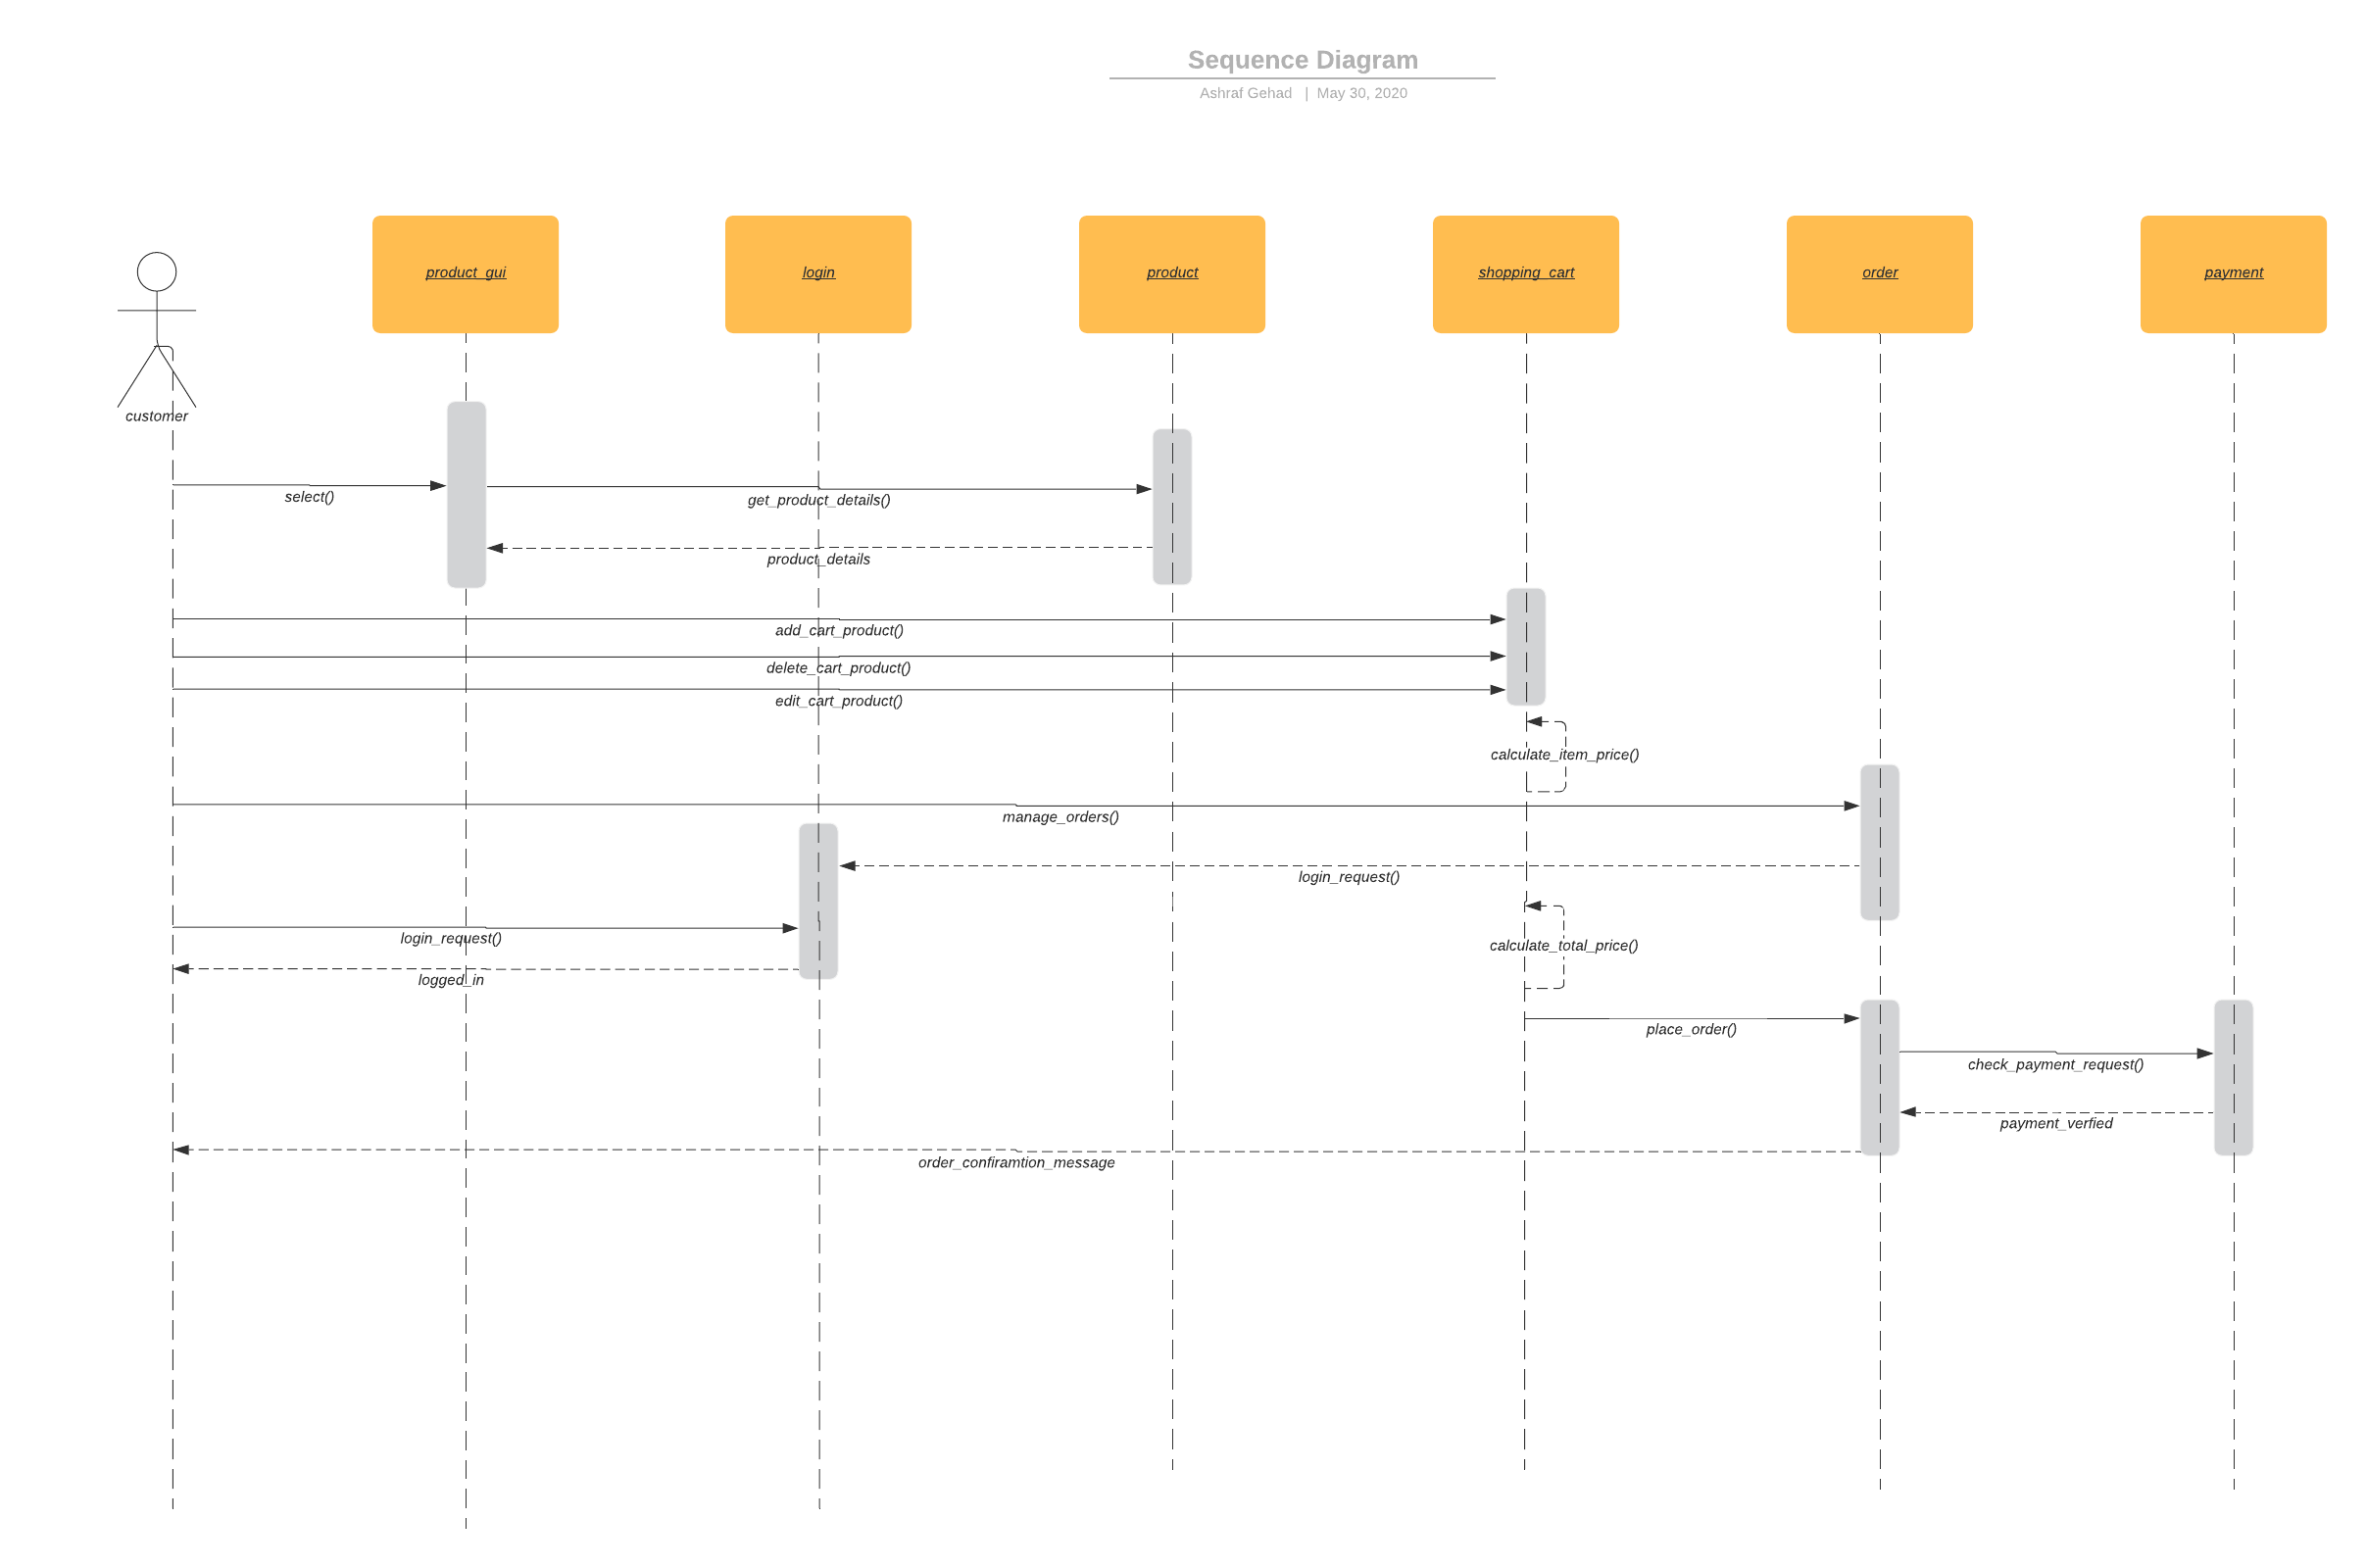 Sequence Diagram
Ashraf Gehad | May 30, 2020
product_gui
login
product
shopping_cart
order
payment
customer
select()
get_product_details()
product_details
add_cart_product()
delete_cart_product()
edit_cart_product()
calculate_item_price()
manage_orders()
login_request()
login_request()
calculate_total_price()
logged_in
place_order()
check_payment_request()
payment_verfied
order_confiramtion_message